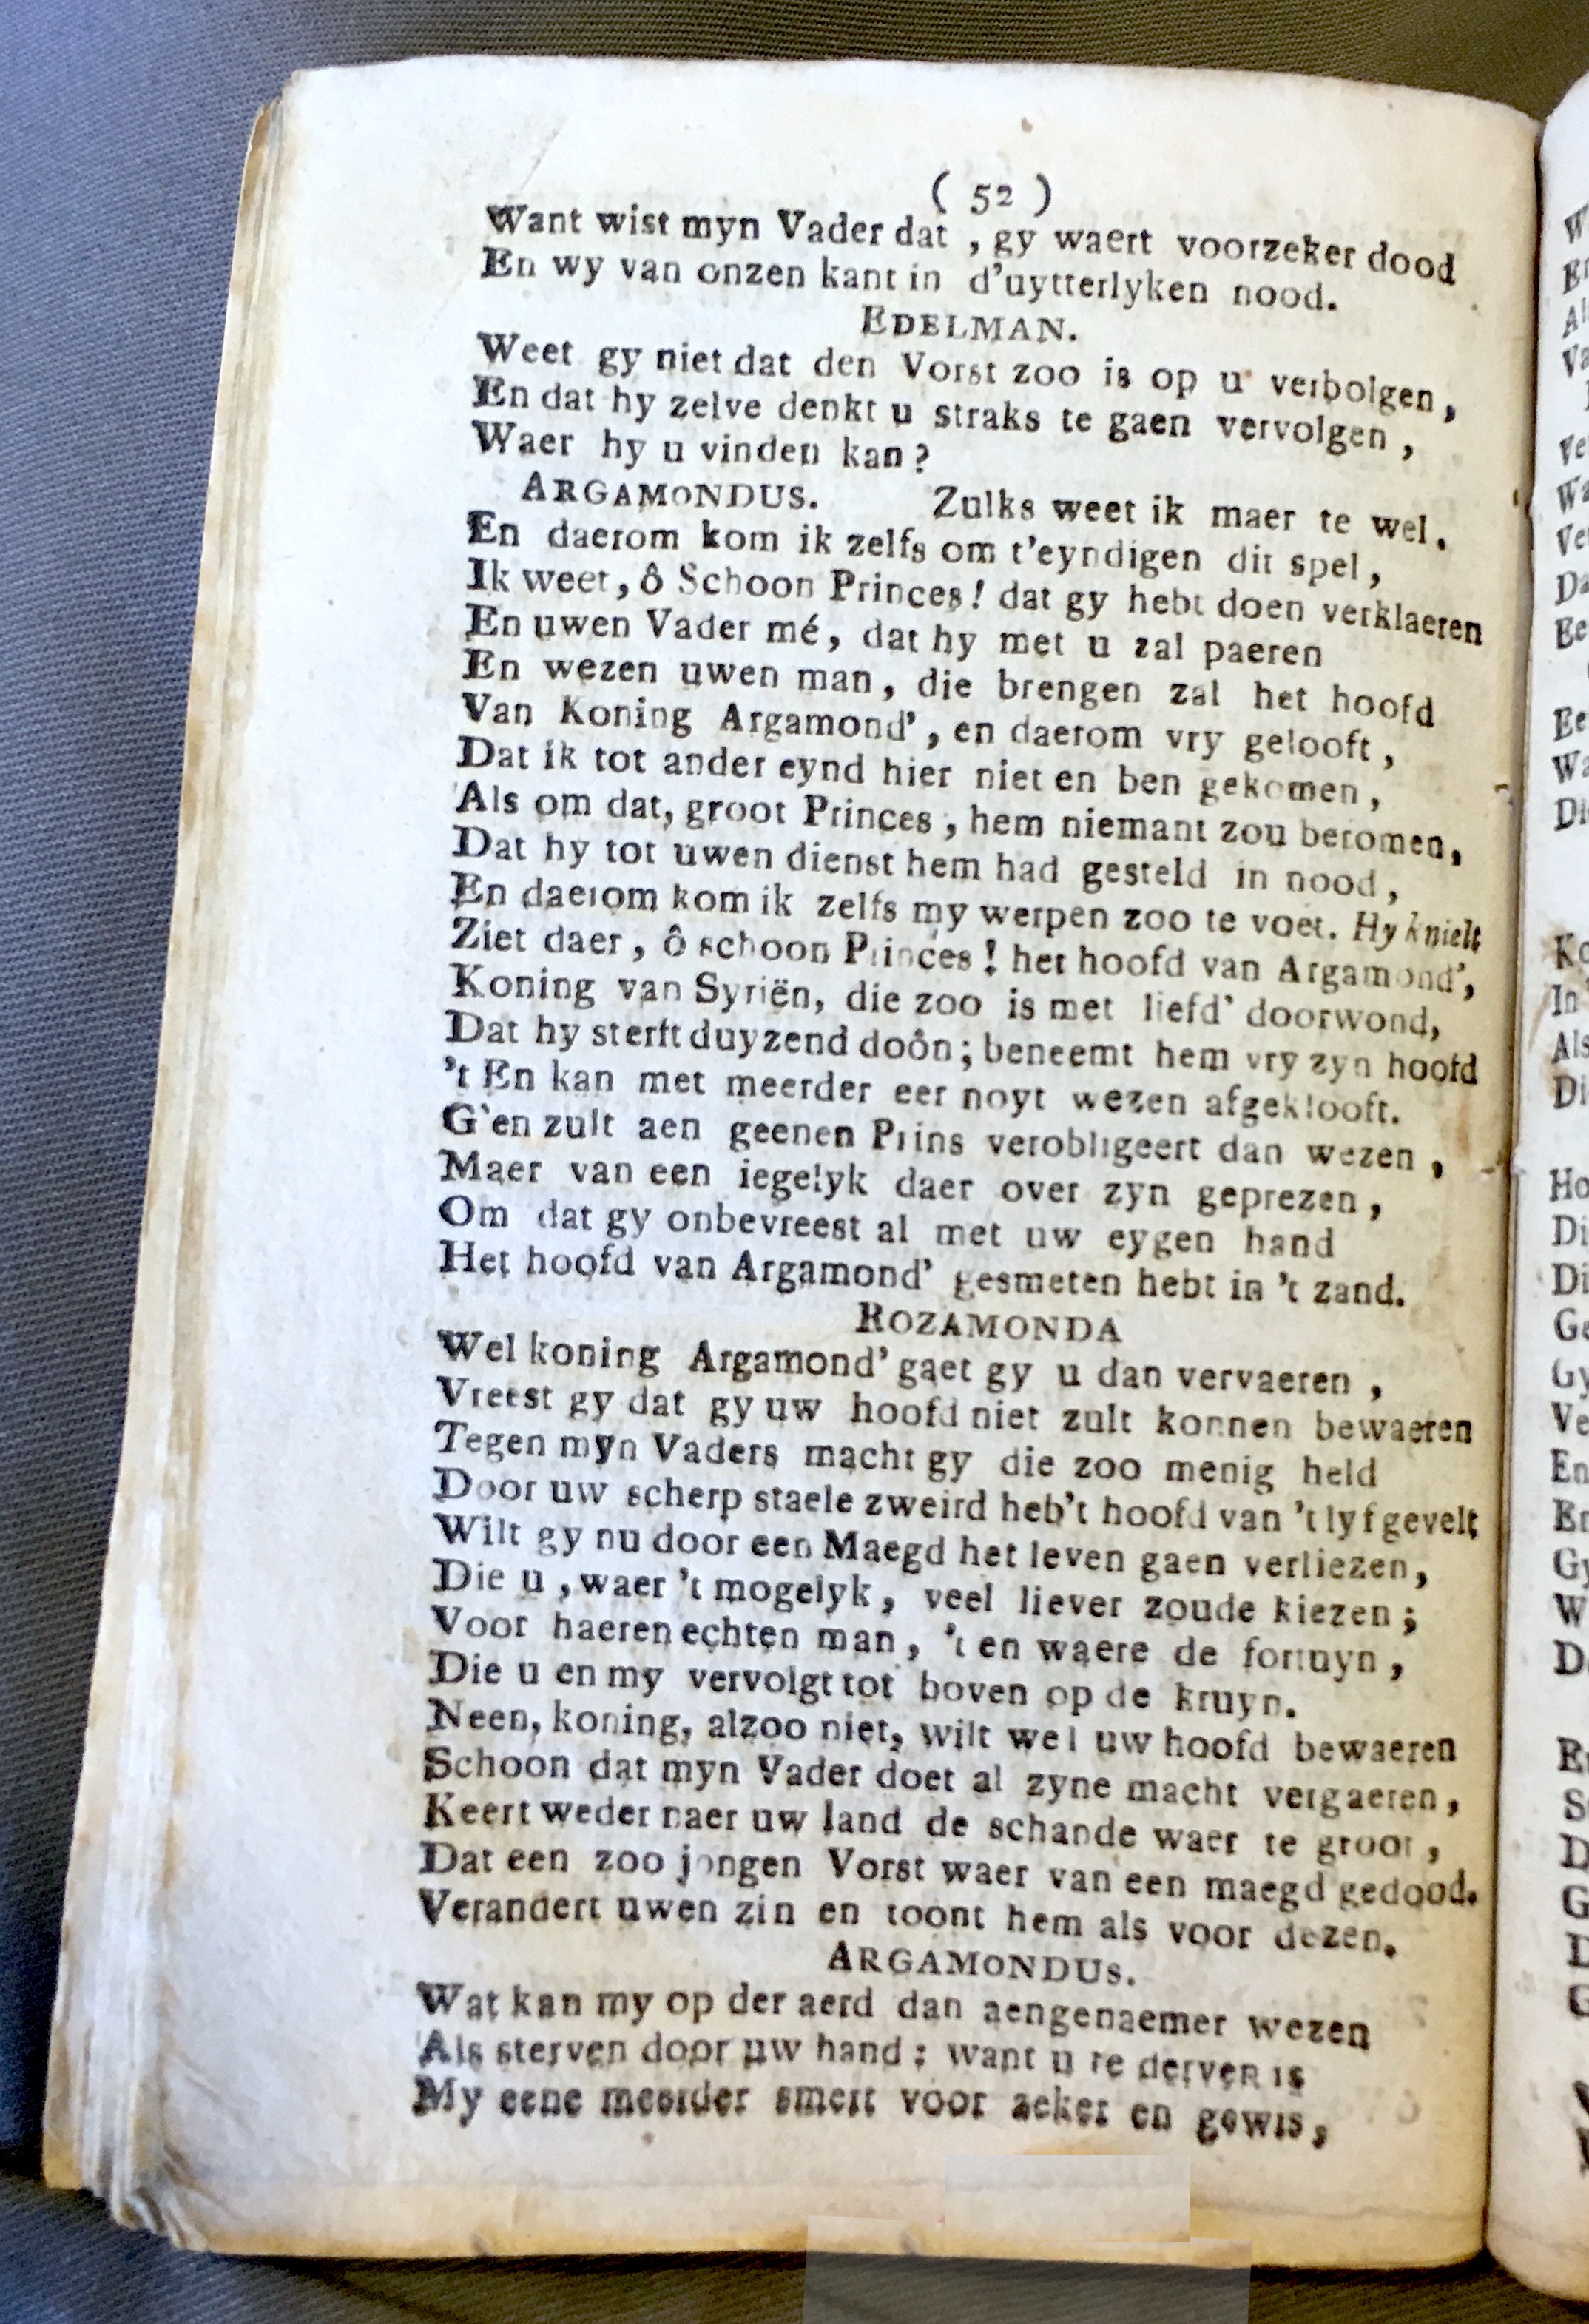 ( 52 )
Want wist myn Vader dat , gy waert voorzeker dood
En wy van onzen kant in d'uytterlyken nood.
EDELMAN.
Weet gy niet dat den Vorst zoo is op u verbolgen,
En dat hy zelve denkt u straks te gaen vervolgen ,
Waer hy u vinden kan ?
ARGAMONDUS. Zulks weet ik maer te wel.
En daerom kom ik zelfs om t'eyndigen dit spel ,
Ik weet, ô Schoon Princes! dat gy hebt doen verklaeren
En uwen Vader mé, dat hy met u zal paeren
En wezen uwen man, die brengen zal het hoofd
Van Koning Argamond', en daerom vry gelooft ,
Dat ik tot ander eynd hier niet en ben gekomen ,
Als om dat, groot Princes , hem niemant zou beromen,
Dat hy tot uwen dienst hem had gesteld in nood ,
En daerom kom ik zelfs my werpen zoo te voet. Hy knielt
Ziet daer , ô schoon Princes ! het hoofd van Argamond',
Koning van Syriën, die zoo is met liefd' doorwond,
Dat hy sterft duyzend doôn; beneemt hem vry zyn hoofd
't En kan met meerder eer noyt wezen afgeklooft.
G'en zult aen geenen Prins verobligeert dan wezen ,
Maer van een iegelyk daer over zyn geprezen ,
Om dat gy onbevreest al met uw eygen hand
Het hoofd van Argamond' gesmeten hebt in 't zand.
ROZAMONDA
Wel koning Argamond' gaet gy u dan vervaeren ,
Vreest gy dat gy uw hoofd niet zult konnen bewaeren
Tegen myn Vaders macht gy die zoo menig held
Door uw scherp staele zweird heb't hoofd van 't lyf gevelt
Wilt gy nu door een Maegd het leven gaen verliezen,
Die u , waer 't mogelyk, veel liever zoude kiezen ;
Voor haeren echten man, 't en waere de fortuyn ,
Die u en my vervolgt tot boven op de kruyn.
Neen, koning, alzoo niet, wilt wel uw hoofd bewaeren
Schoon dat myn Vader doet al zyne macht vergaeren ,
Keert weder naer uw land de schande waer te groot ,
Dat een zoo jongen Vorst waer van een maegd gedood.
Verandert uwen zin en toont hem als voor dezen.
ARGAMONDUS.
Wat kan my op der aerd dan aengenaemer wezen
Als sterven door uw hand : want u te derven is
My eene meerder smert voor zeker en gewis,